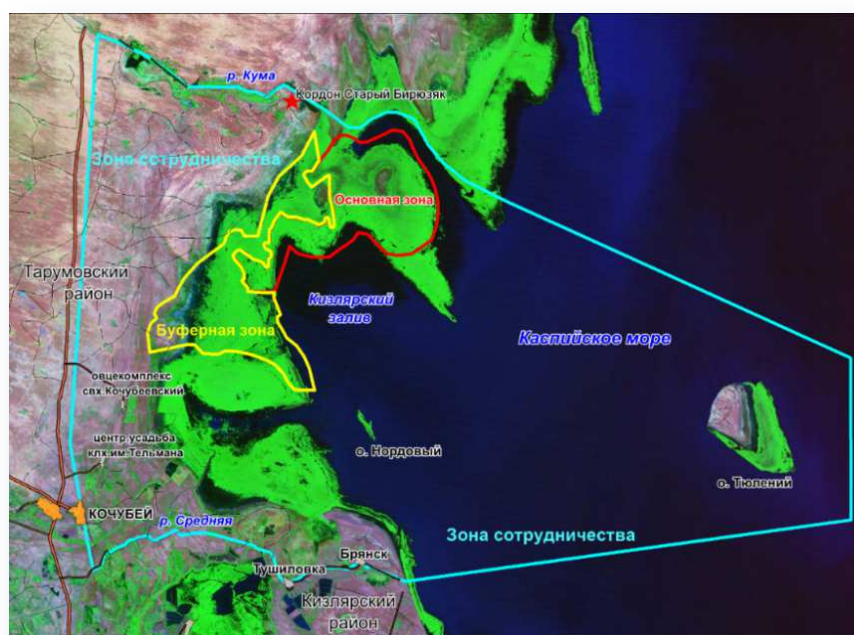 р. Кума
Кордон Старый Бирюзяк
Зона сотрудничества
Основная зона
Тарумовский
район
Кизлярский
залив
Буферная зона
Каспийское море
овцекомплекс
свх.Кочубеевский
центр.усадьба
клх.им.Тельмана
о. Нордовый
о. Тюлений
КОЧУБЕЙ
р. Средняя
Зона сотрудничества
Брянск
Тушиловка
Кизлярский
район